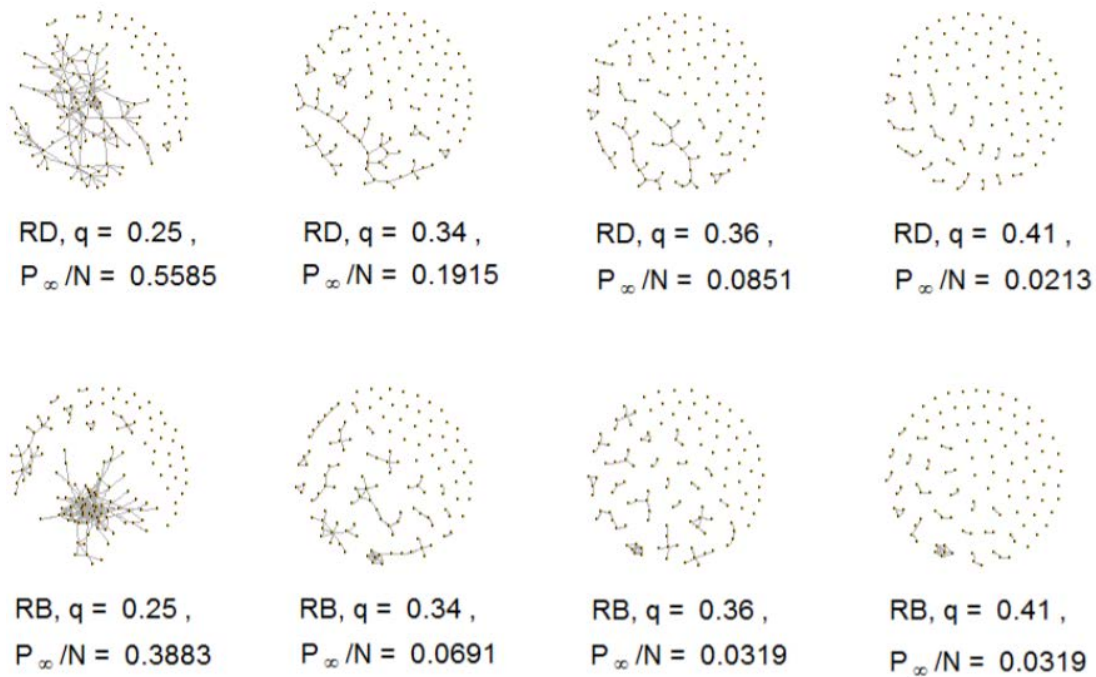 RD, q = 0.25 ,
P ∞ /N = 0.5585
RD, q = 0.34 ,
P ∞ /N = 0.1915
RD, q = 0.36 ,
P ∞ /N = 0.0851
RD, q = 0.41 ,
P ∞ /N = 0.0213
RB, q = 0.25 ,
P ∞ /N = 0.3883
RB, q = 0.34 ,
P ∞ /N = 0.0691
RB, q = 0.36 ,
P ∞ /N = 0.0319
RB, q = 0.41 ,
P ∞ /N = 0.0319